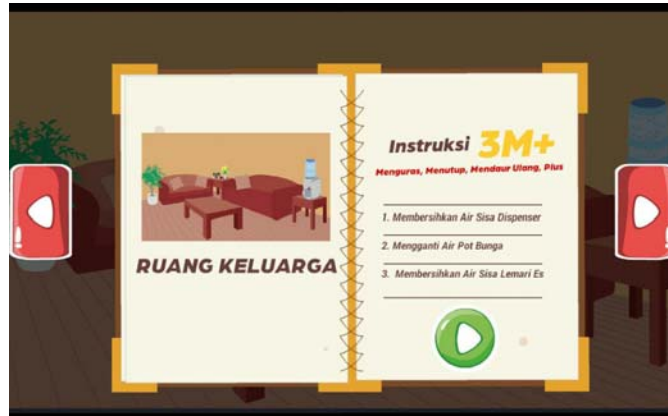 RUANG KELUARGA
Instruksi 3M+
Menguras, Menutup, Mendaur Ulang, Plus
1. Membersihkan Air Sisa Dispenser
2. Mengganti Air Pot Bunga
3. Membersihkan Air Sisa Lemari Es